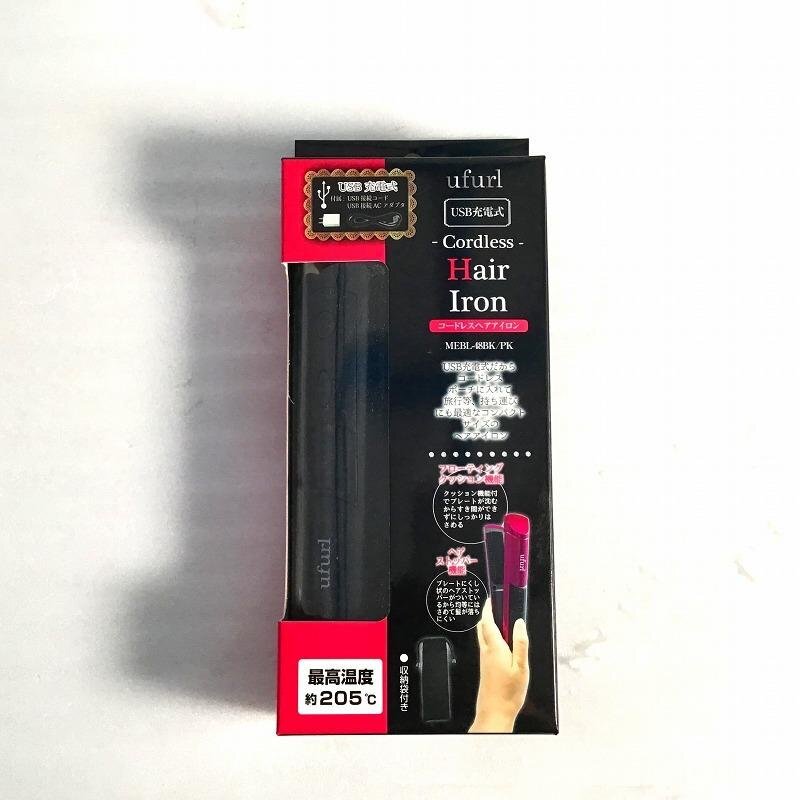 USB 充電式
付属：USB 接続コード
USB 接続 AC アダプタ
ufurl
USB充電式
- Cordless -
Hair
Iron
コードレスヘアアイロン
MEBL-48BK/PK
USB充電式だから
コードレス
ポーチに入れて
旅行等、持ち運び
にも最適なコンパクト
サイズの
ヘアアイロン
フローティング
クッション機能
クッション機能付
でプレートが沈む
からすき間ができ
ずにしっかりは
さめる
ヘア
ストッパー
機能
プレートにくし
状のヘアストッ
パーがついてい
るから均等には
さめて髪が落ち
にくい
ufurl
ufurl
収納袋付き
最高温度
約205℃